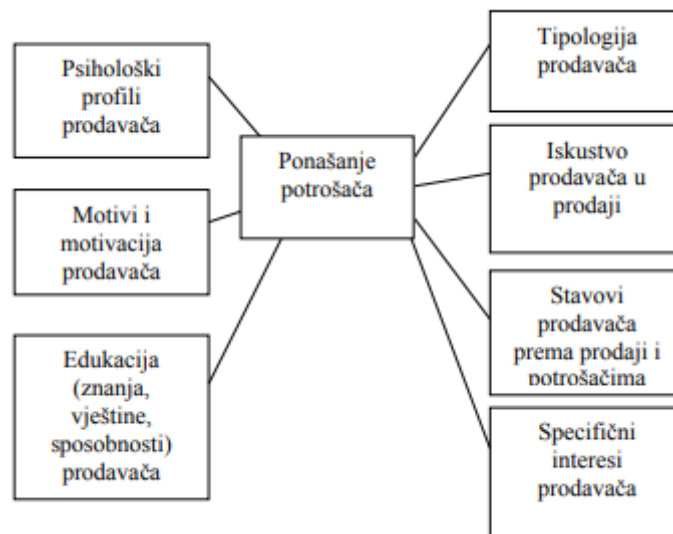 Psihološki
profili
prodavača
Motivi i
motivacija
prodavača
Edukacija
(znanja,
vještine,
sposobnosti)
prodavača
Ponašanje
potrošača
Tipologija
prodavača
Iskustvo
prodavača u
prodaji
Stavovi
prodavača
prema prodaji i
potrošačima
Specifični
interesi
prodavača